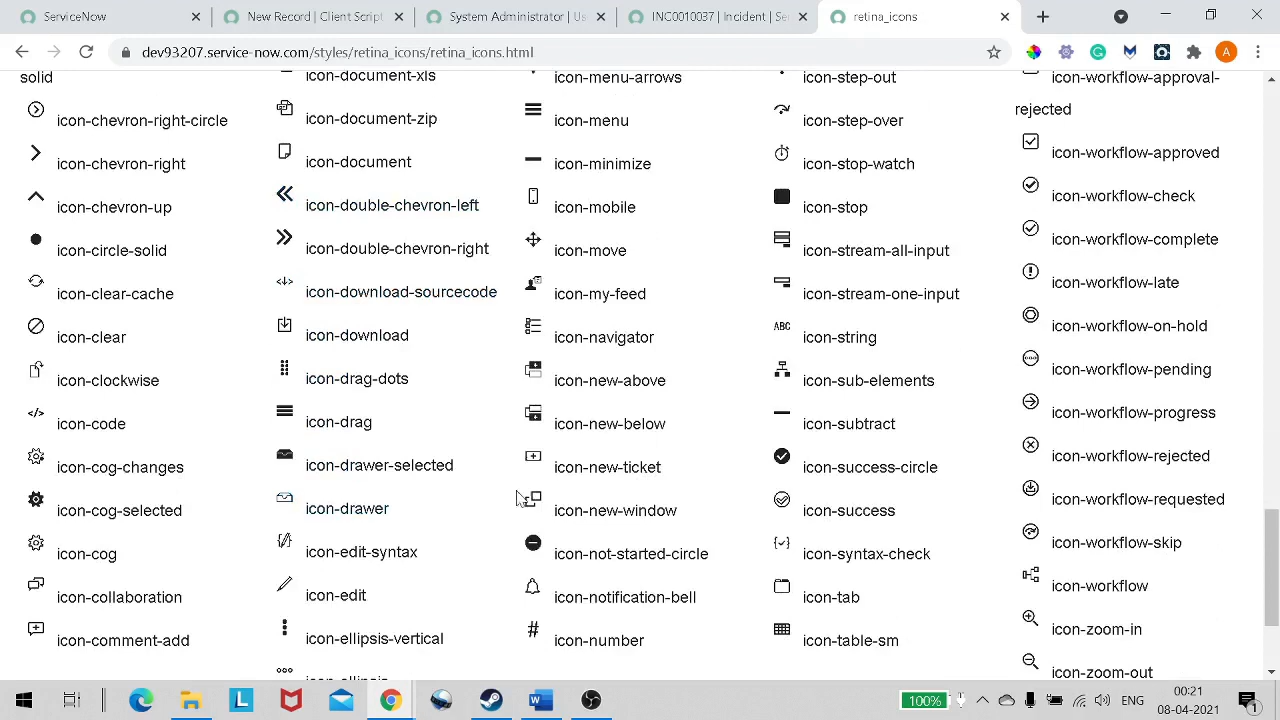 ServiceNow
New Record | Client Script
System Administrator | Us
INC0010037 | Incident | Se
retina_icons
dev93207.service-now.com/styles/retina_icons/retina_icons.html
A
solid
icon-chevron-right-circle
icon-chevron-right
icon-chevron-up
icon-circle-solid
icon-clear-cache
icon-clear
icon-clockwise
icon-code
icon-cog-changes
icon-cog-selected
icon-cog
icon-collaboration
icon-comment-add
icon-document-xls
icon-document-zip
icon-document
icon-double-chevron-left
icon-double-chevron-right
icon-download-sourcecode
icon-download
icon-drag-dots
icon-drag
icon-drawer-selected
icon-drawer
icon-edit-syntax
icon-edit
icon-ellipsis-vertical
icon-menu-arrows
icon-menu
icon-minimize
icon-mobile
icon-move
icon-my-feed
icon-navigator
icon-new-above
icon-new-below
icon-new-ticket
icon-new-window
icon-not-started-circle
icon-notification-bell
icon-number
icon-step-out
icon-step-over
icon-stop-watch
icon-stop
icon-stream-all-input
icon-stream-one-input
ABC
icon-string
icon-sub-elements
icon-subtract
icon-success-circle
icon-success
icon-syntax-check
icon-tab
icon-table-sm
icon-workflow-approval-
rejected
icon-workflow-approved
icon-workflow-check
icon-workflow-complete
icon-workflow-late
icon-workflow-on-hold
icon-workflow-pending
icon-workflow-progress
icon-workflow-rejected
icon-workflow-requested
icon-workflow-skip
icon-workflow
icon-zoom-in
icon-zoom-out
100%
ENG
00:21
08-04-2021
1